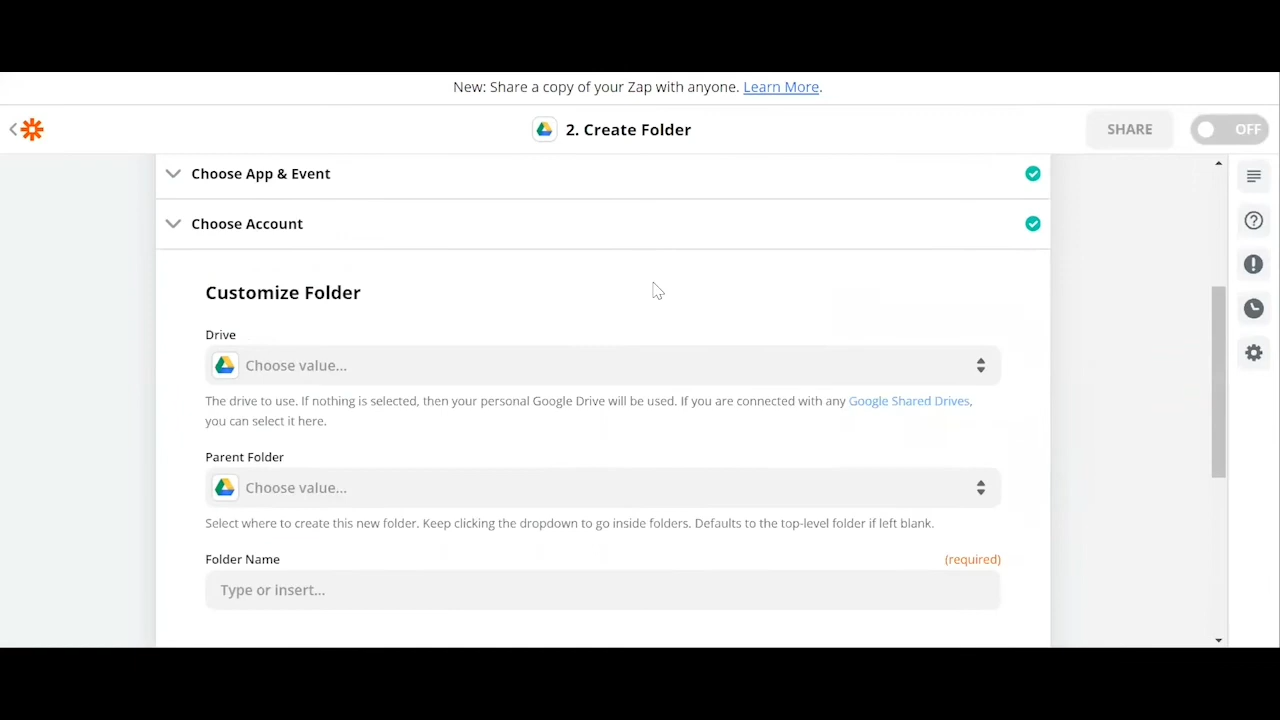 New: Share a copy of your Zap with anyone. Learn More.
2. Create Folder
SHARE
OFF
Choose App & Event
Choose Account
Customize Folder
Drive
Choose value...
The drive to use. If nothing is selected, then your personal Google Drive will be used. If you are connected with any Google Shared Drives,
you can select it here.
Parent Folder
Choose value...
Select where to create this new folder. Keep clicking the dropdown to go inside folders. Defaults to the top-level folder if left blank.
Folder Name (required)
Type or insert...